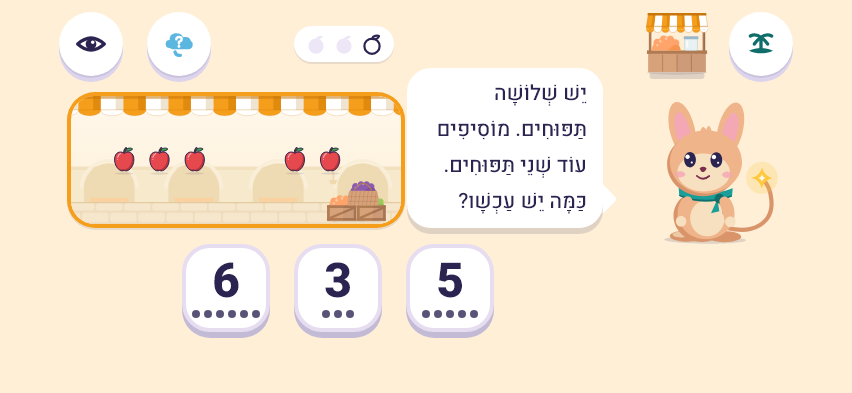 יֵשׁ שְׁלוֹשָׁה
תַּפּוּחִים. מוֹסִיפִים
עוֹד שְׁנֵי תַּפּוּחִים.
כַּמָּה יֵשׁ עַכְשָׁו?
6 3 5